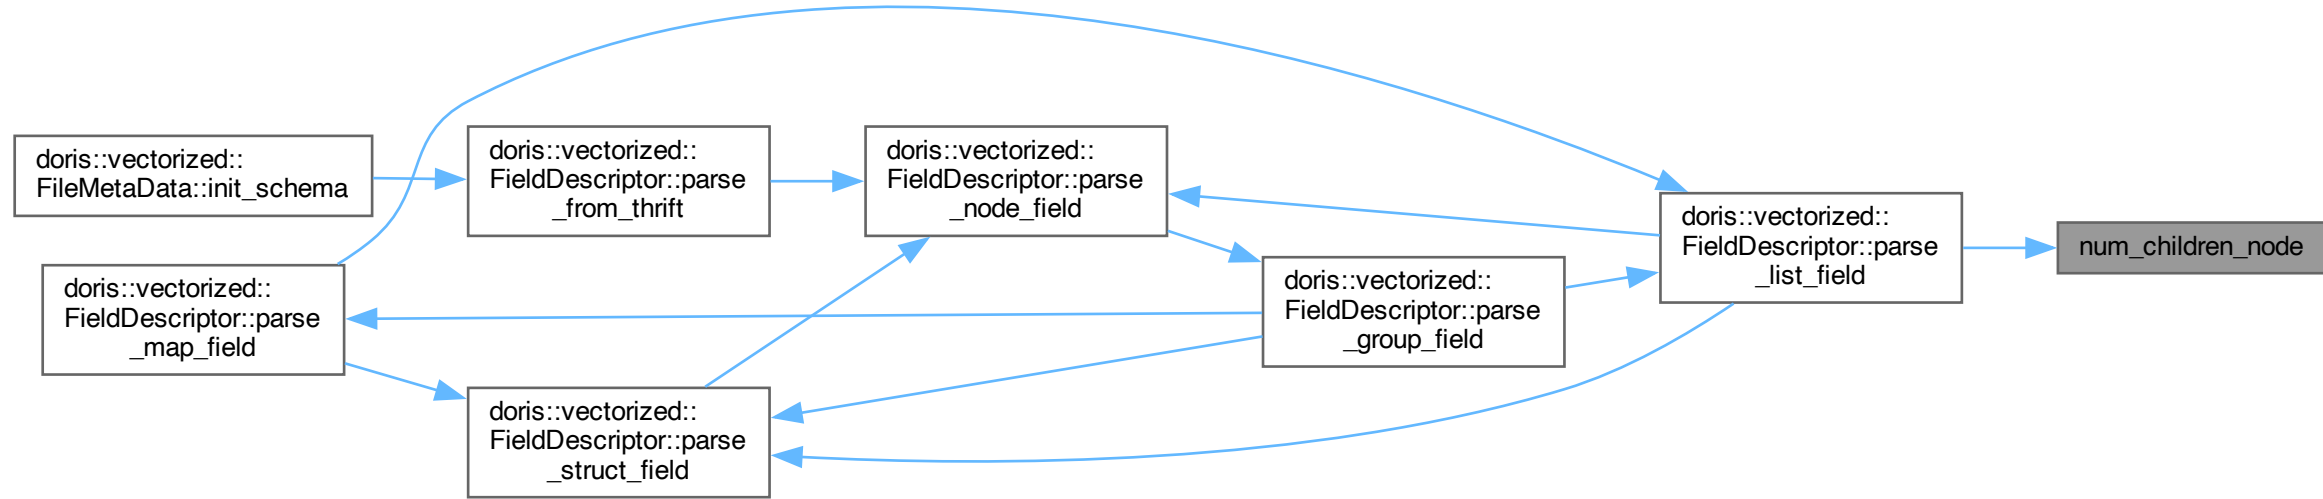 doris::vectorized::
FileMetaData::init_schema
doris::vectorized::
FieldDescriptor::parse
_from_thrift
doris::vectorized::
FieldDescriptor::parse
_node_field
doris::vectorized::
FieldDescriptor::parse
_list_field
num_children_node
doris::vectorized::
FieldDescriptor::parse
_map_field
doris::vectorized::
FieldDescriptor::parse
_group_field
doris::vectorized::
FieldDescriptor::parse
_struct_field